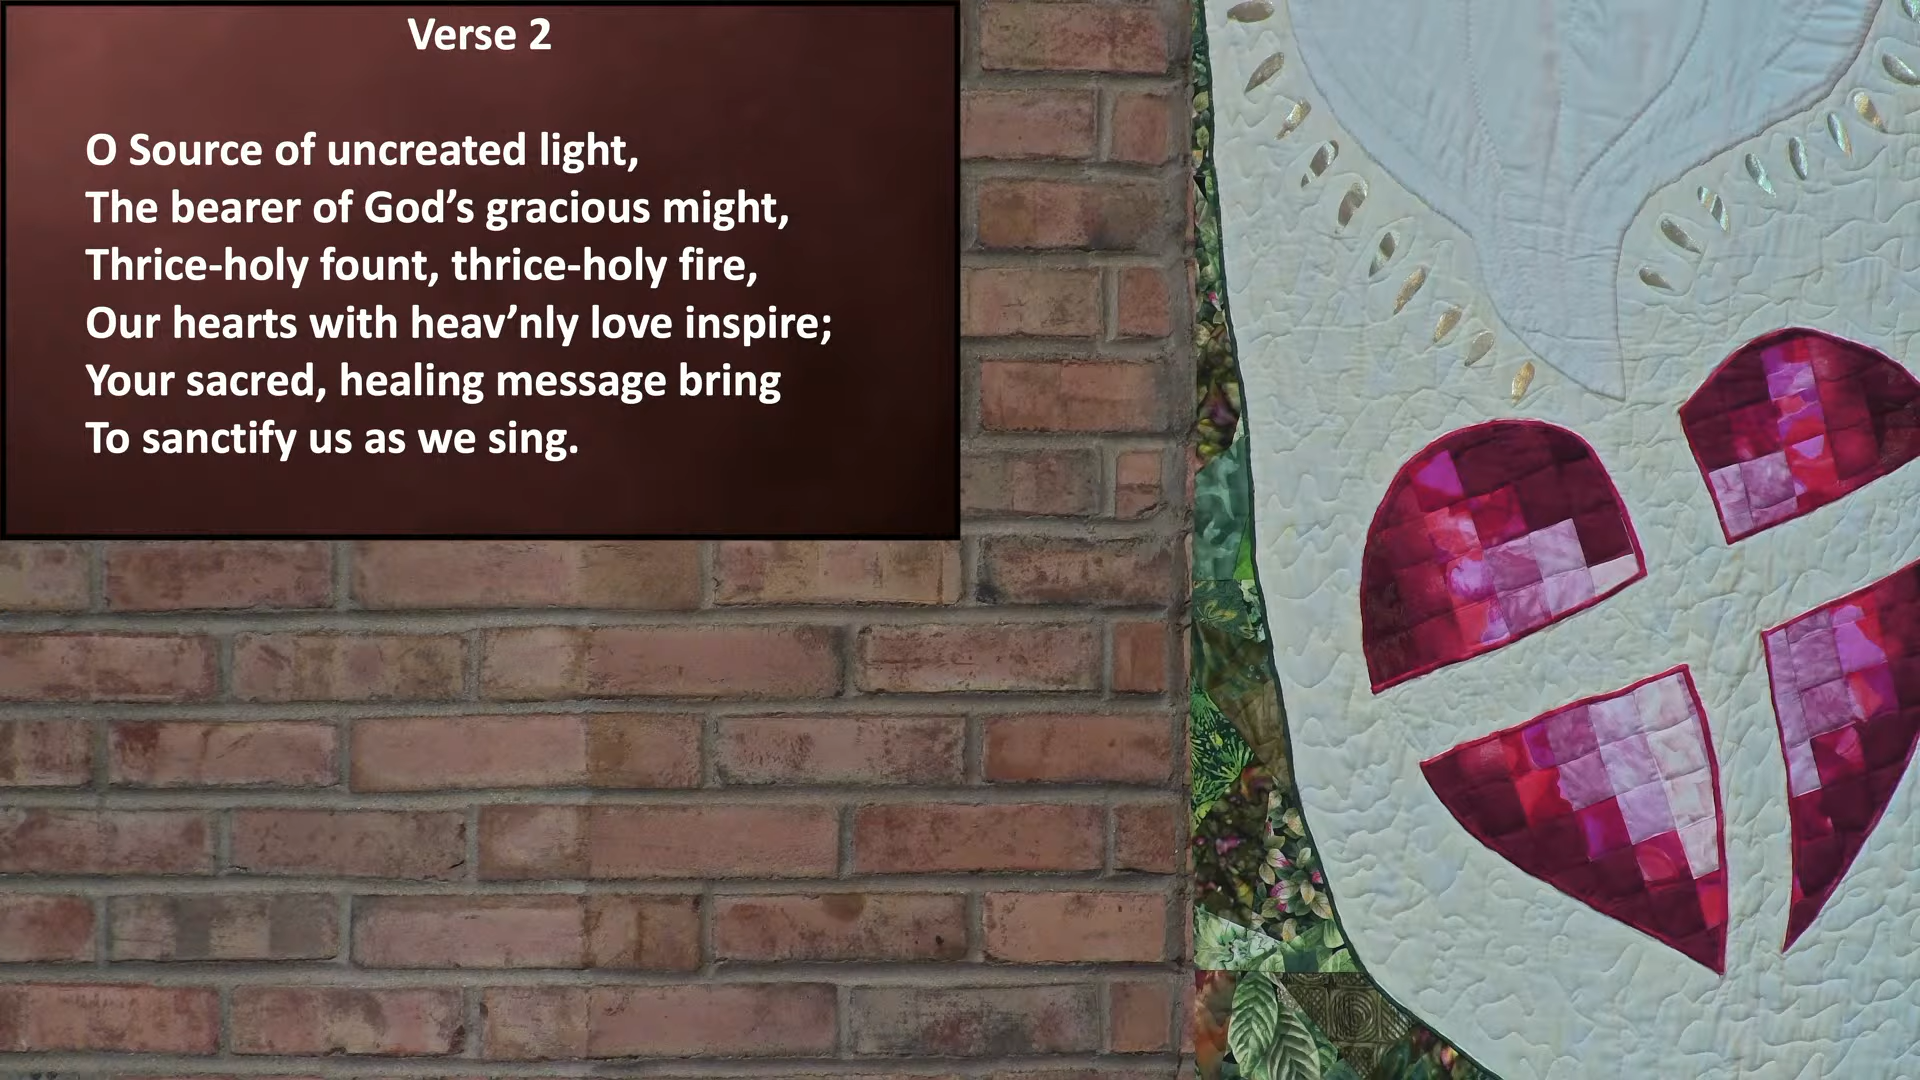 Verse 2
O Source of uncreated light,
The bearer of God’s gracious might,
Thrice-holy fount, thrice-holy fire,
Our hearts with heav’nly love inspire;
Your sacred, healing message bring
To sanctify us as we sing.